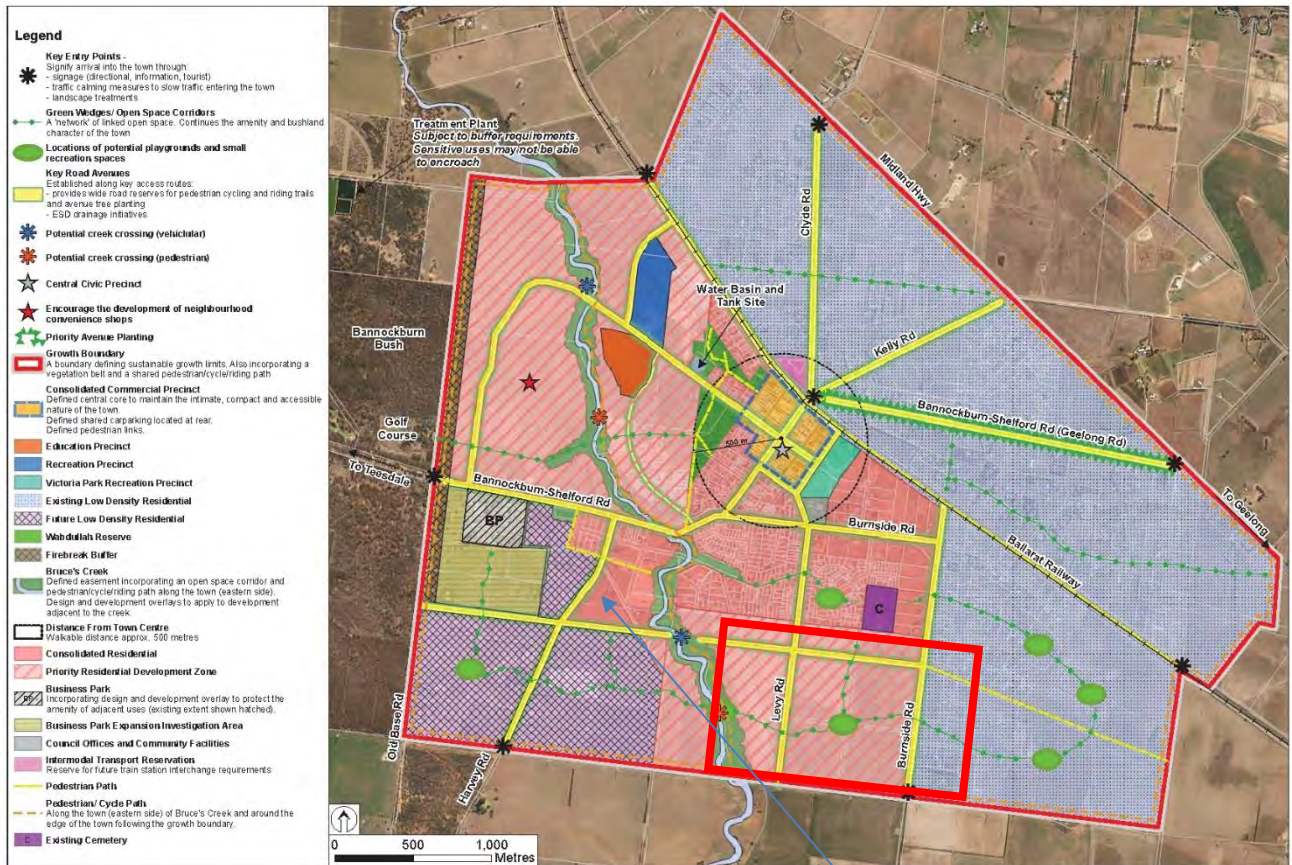 Legend
Key Entry Points -
Signify arrival into the town through:
- signage (directional, information, tourist)
- traffic calming measures to slow traffic entering the town
- landscape treatments
Green Wedges/ Open Space Corridors
A 'network' of linked open space. Continues the amenity and bushland
character of the town
Locations of potential playgrounds and small
recreation spaces
Key Road Avenues
Established along key access routes:
- provides wide road reserves for pedestrian cycling and riding trails
and avenue tree planting
- ESD drainage initiatives
Potential creek crossing (vehiclular)
Potential creek crossing (pedestrian)
Central Civic Precinct
Encourage the development of neighbourhood
convenience shops
Priority Avenue Planting
Growth Boundary
A boundary defining sustainable growth limits. Also incorporating a
vegetation belt and a shared pedestrian/cycle/riding path
Consolidated Commercial Precinct
Defined central core to maintain the intimate, compact and accessible
nature of the town.
Defined shared carparking located at rear.
Defined pedestrian links.
Education Precinct
Recreation Precinct
Victoria Park Recreation Precinct
Existing Low Density Residential
Future Low Density Residential
Wabdullah Reserve
Firebreak Buffer
Bruce's Creek
Defined easement incorporating an open space corridor and
pedestrian/cycle/riding path along the town (eastern side).
Design and development overlays to apply to development
adjacent to the creek
Distance From Town Centre
Walkable distance approx. 500 metres
Consolidated Residential
Priority Residential Development Zone
Business Park
Incorporating design and development overlay to protect the
amenity of adjacent uses (existing extent shown hatched).
Business Park Expansion Investigation Area
Council Offices and Community Facilities
Intermodal Transport Reservation
Reserve for future train station interchange requirements
Pedestrian Path
Pedestrian/ Cycle Path
Along the town (eastern side) of Bruce's Creek and around the
edge of the town following the growth boundary.
C
Existing Cemetery
Treatment Plant
Subject to buffer requirements.
Sensitive uses may not be able
to encroach
Midland Hwy
Clyde Rd
Water Basin and
Tank Site
Bannockburn
Bush
Kelly Rd
Bannockburn-Shelford Rd (Geelong Rd)
Golf
Course
To Teesdale
500 m
To Geelong
Bannockburn-Shelford Rd
BP
Burnside Rd
Ballarat Railway
C
Old Base Rd
Harvey Rd
Levy Rd
Burnside Rd
0 500 1,000
Metres